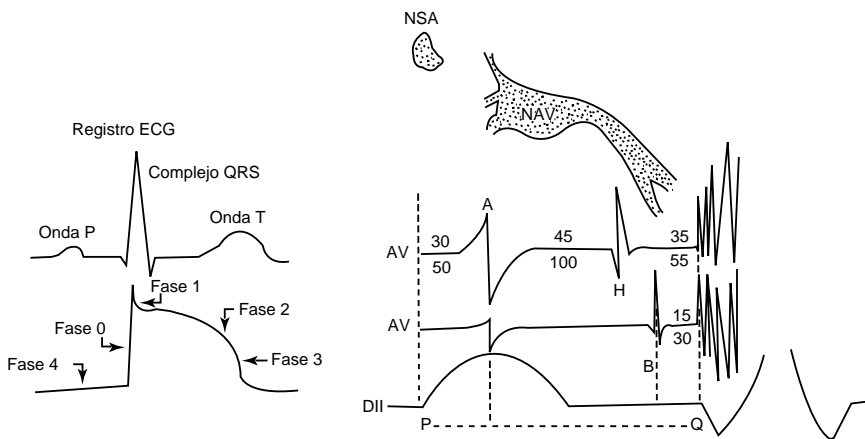 Registro ECG
Complejo QRS
Onda P
Onda T
Fase 1
Fase 2
Fase 0
Fase 3
Fase 4
NSA
NAV
A
AV
30
50
45
100
35
55
H
AV
15
30
B
DII
P
Q